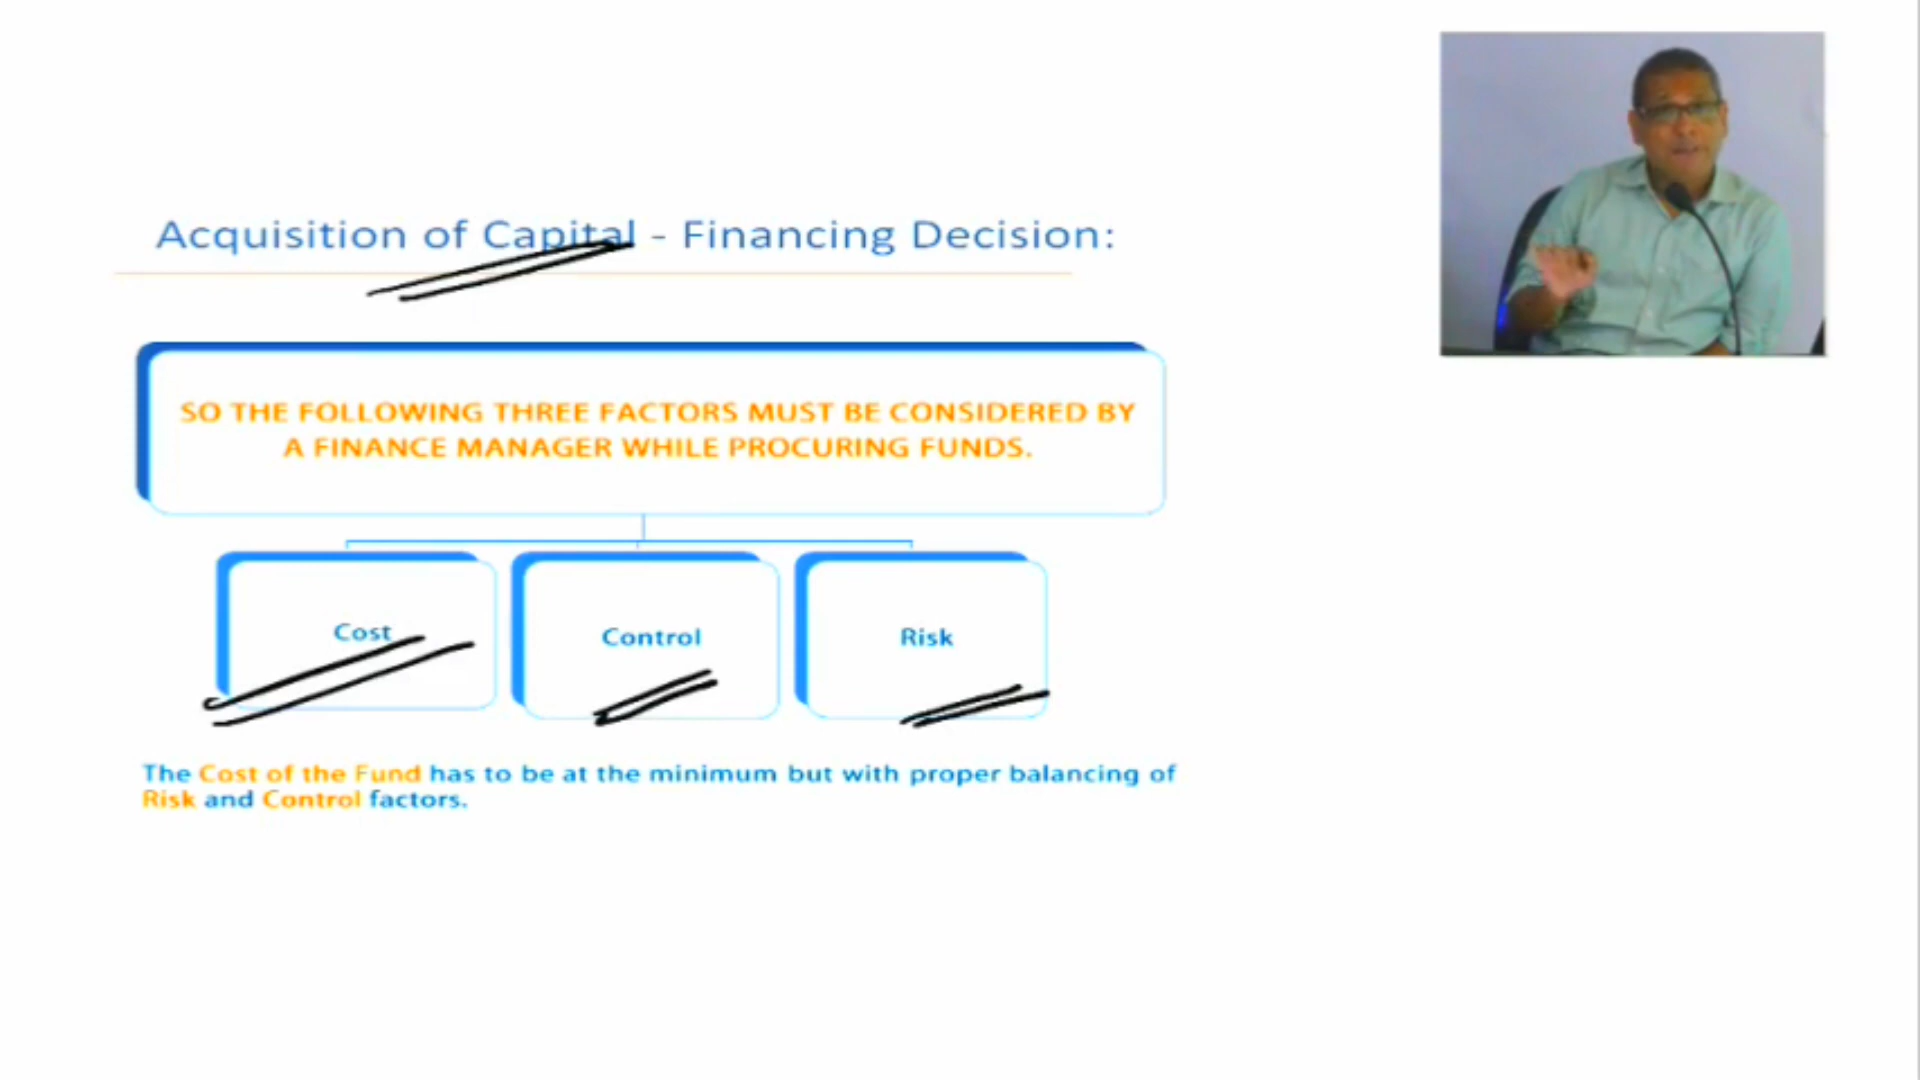 Acquisition of Capital - Financing Decision:
SO THE FOLLOWING THREE FACTORS MUST BE CONSIDERED BY
A FINANCE MANAGER WHILE PROCURING FUNDS.
Cost
Control
Risk
The Cost of the Fund has to be at the minimum but with proper balancing of
Risk and Control factors.